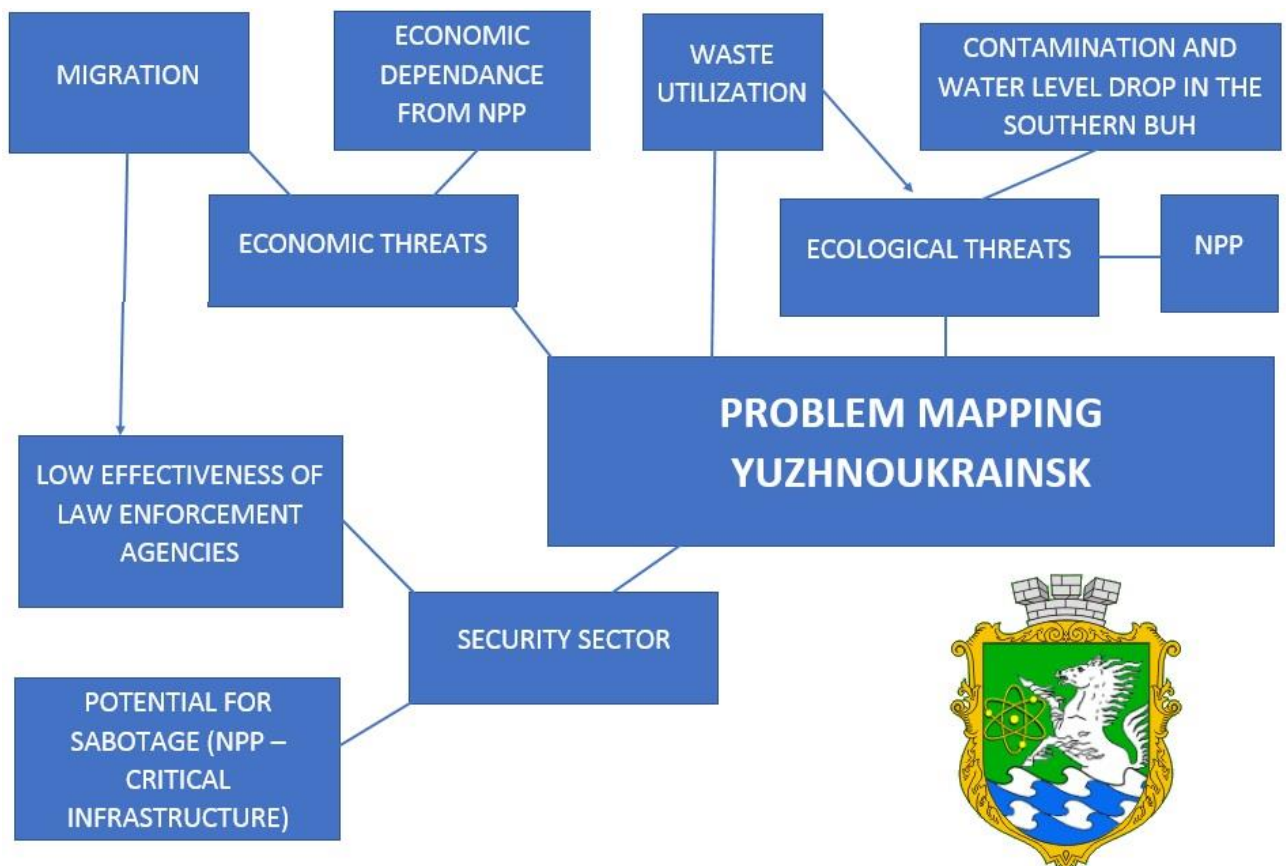 MIGRATION
ECONOMIC
DEPENDANCE
FROM NPP
WASTE
UTILIZATION
CONTAMINATION AND
WATER LEVEL DROP IN THE
SOUTHERN BUH
ECONOMIC THREATS
ECOLOGICAL THREATS
NPP
PROBLEM MAPPING
YUZHNOUKRAINSK
LOW EFFECTIVENESS OF
LAW ENFORCEMENT
AGENCIES
SECURITY SECTOR
POTENTIAL FOR
SABOTAGE (NPP –
CRITICAL
INFRASTRUCTURE)